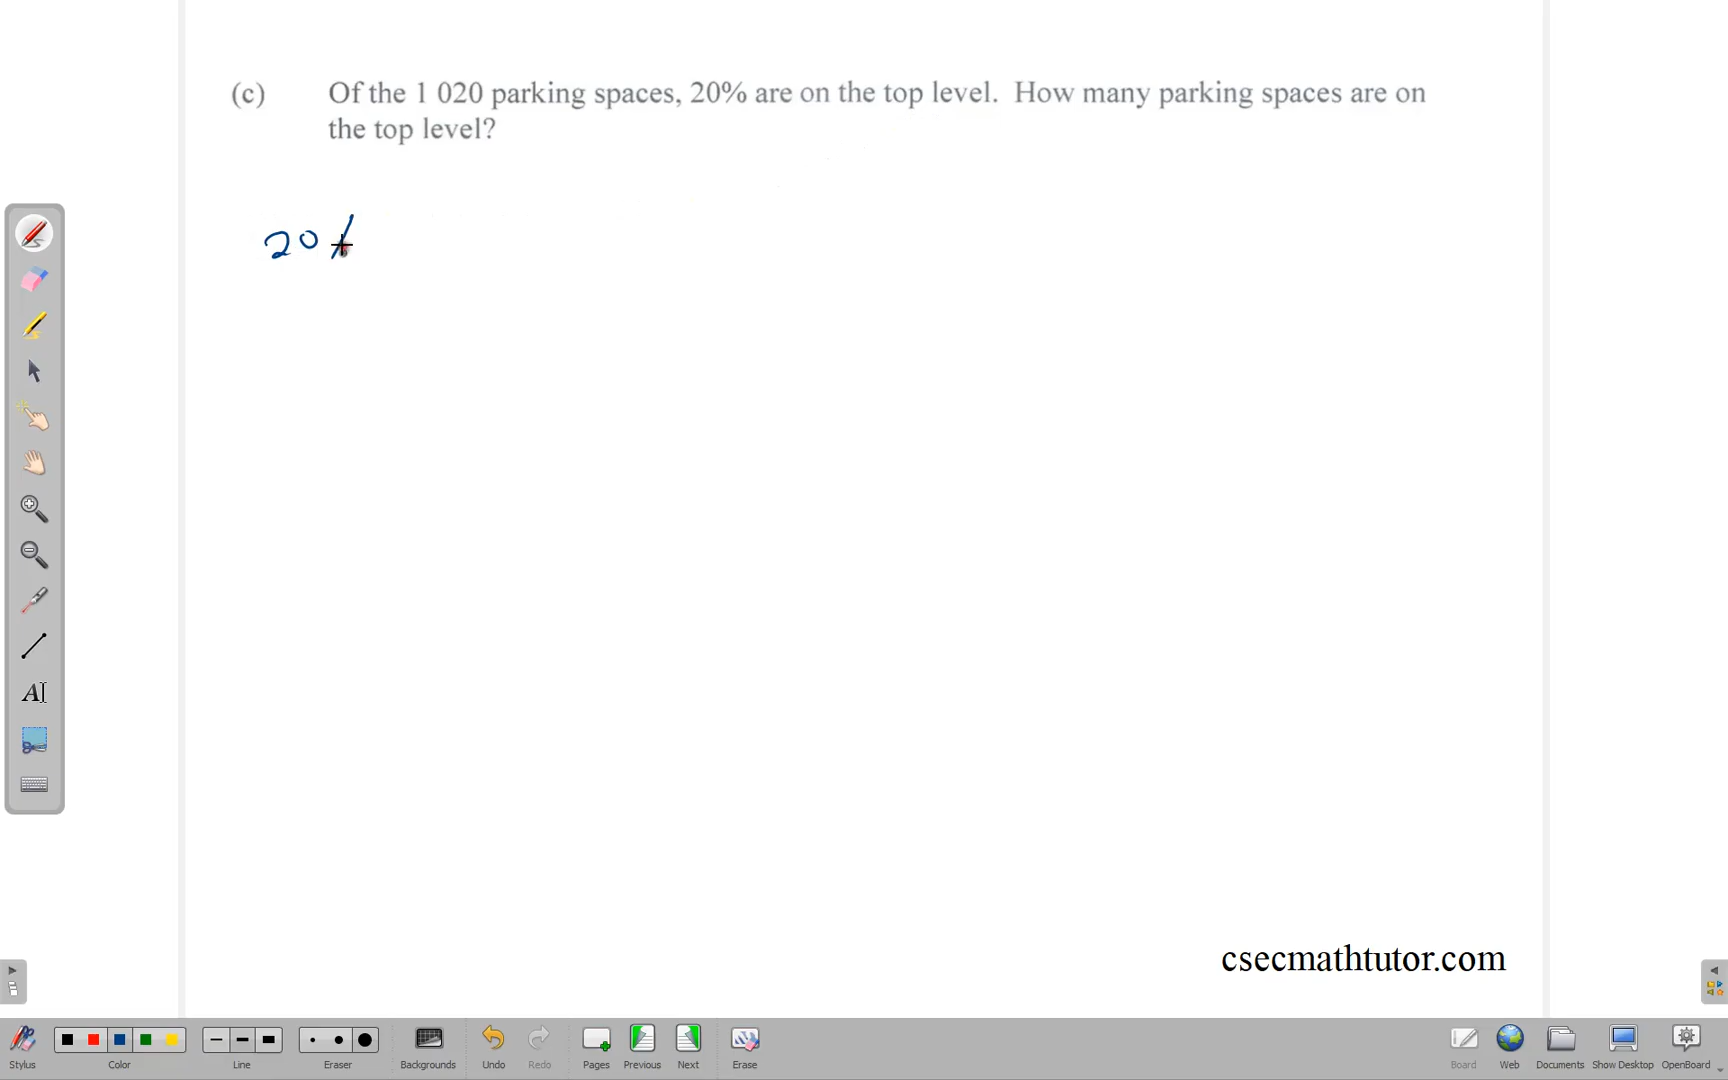 (c) Of the 1 020 parking spaces, 20% are on the top level. How many parking spaces are on
the top level?
20 /
csecmathtutor.com
Stylus Color Line Eraser Backgrounds Undo Redo Pages Previous Next Erase Board Web Documents Show Desktop OpenBoard